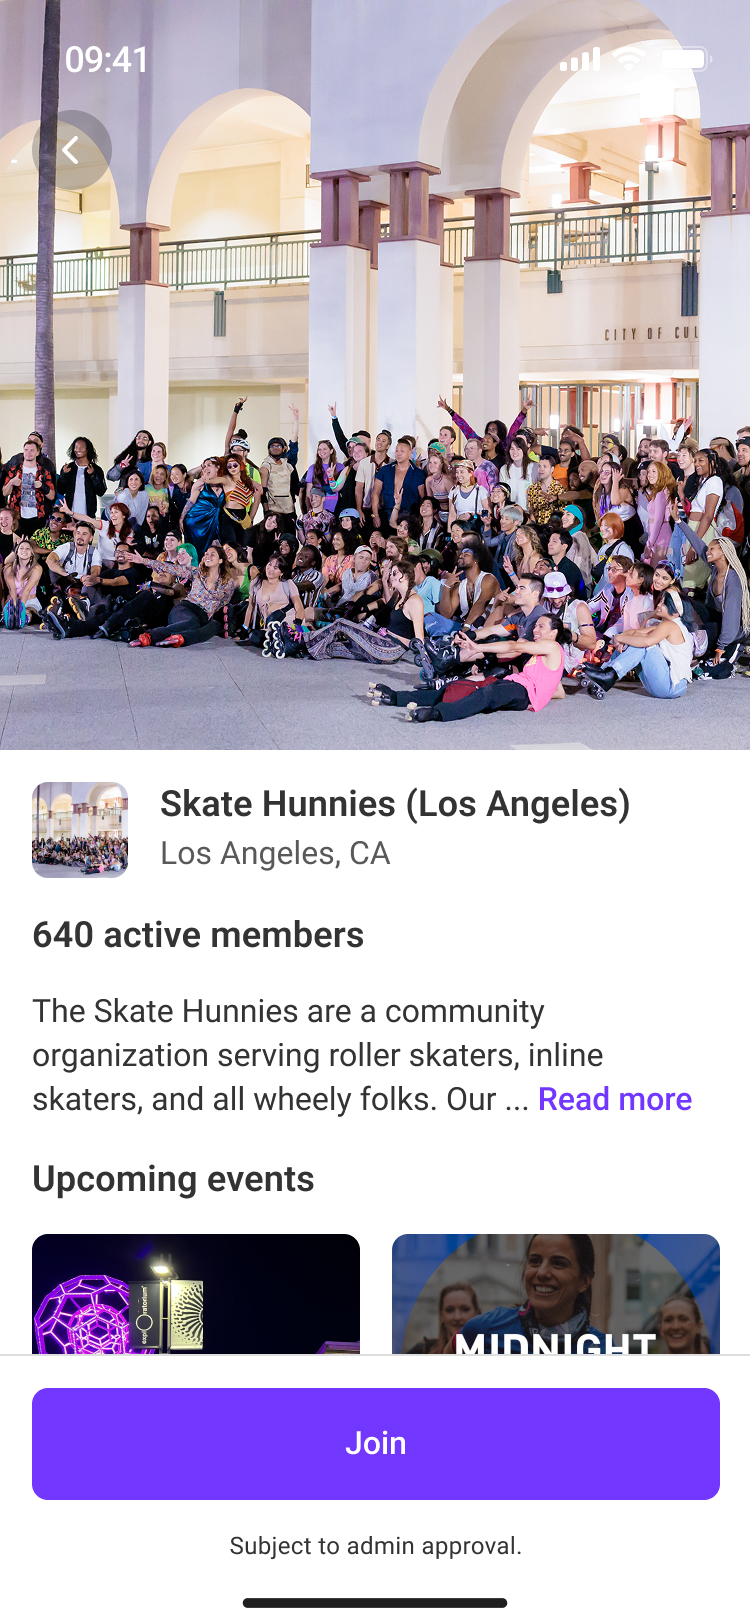 09:41
CITY OF CUL
Skate Hunnies (Los Angeles)
Los Angeles, CA
640 active members
The Skate Hunnies are a community
organization serving roller skaters, inline
skaters, and all wheely folks. Our ... Read more
Upcoming events
exploratorium
MIDNIGHT
Join
Subject to admin approval.